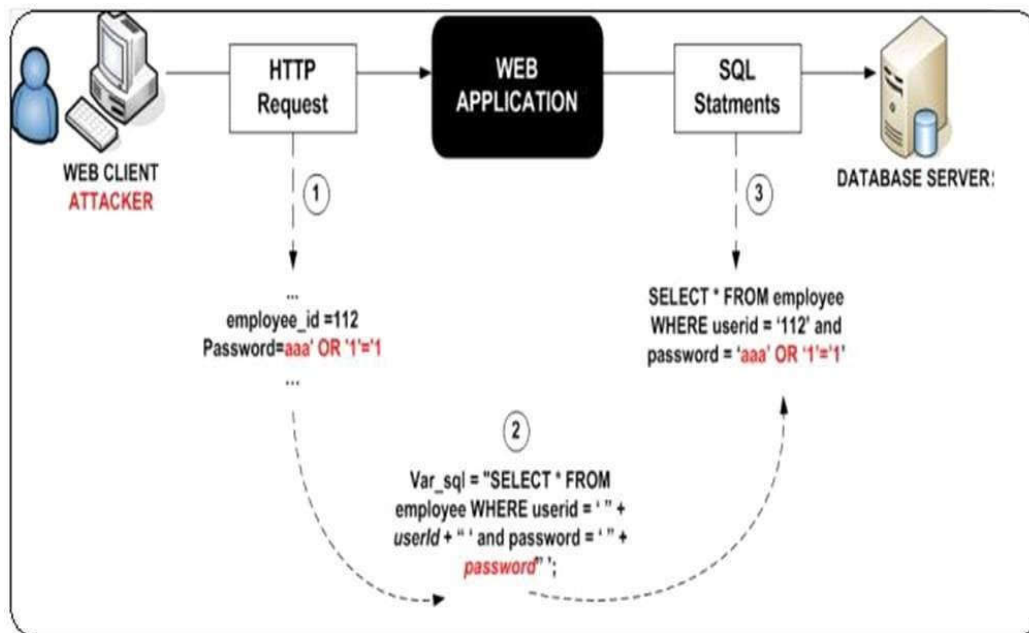 HTTP
Request
WEB
APPLICATION
SQL
Statments
WEB CLIENT
ATTACKER
DATABASE SERVER:
1
3
...
employee_id =112
Password=aaa' OR '1'='1
...
SELECT * FROM employee
WHERE userid = ‘112’ and
password = ‘aaa’ OR ‘1’=‘1’
2
Var_sql = "SELECT * FROM
employee WHERE userid = ‘ ” +
userId + “ ‘ and password = ‘ ” +
password” ’;